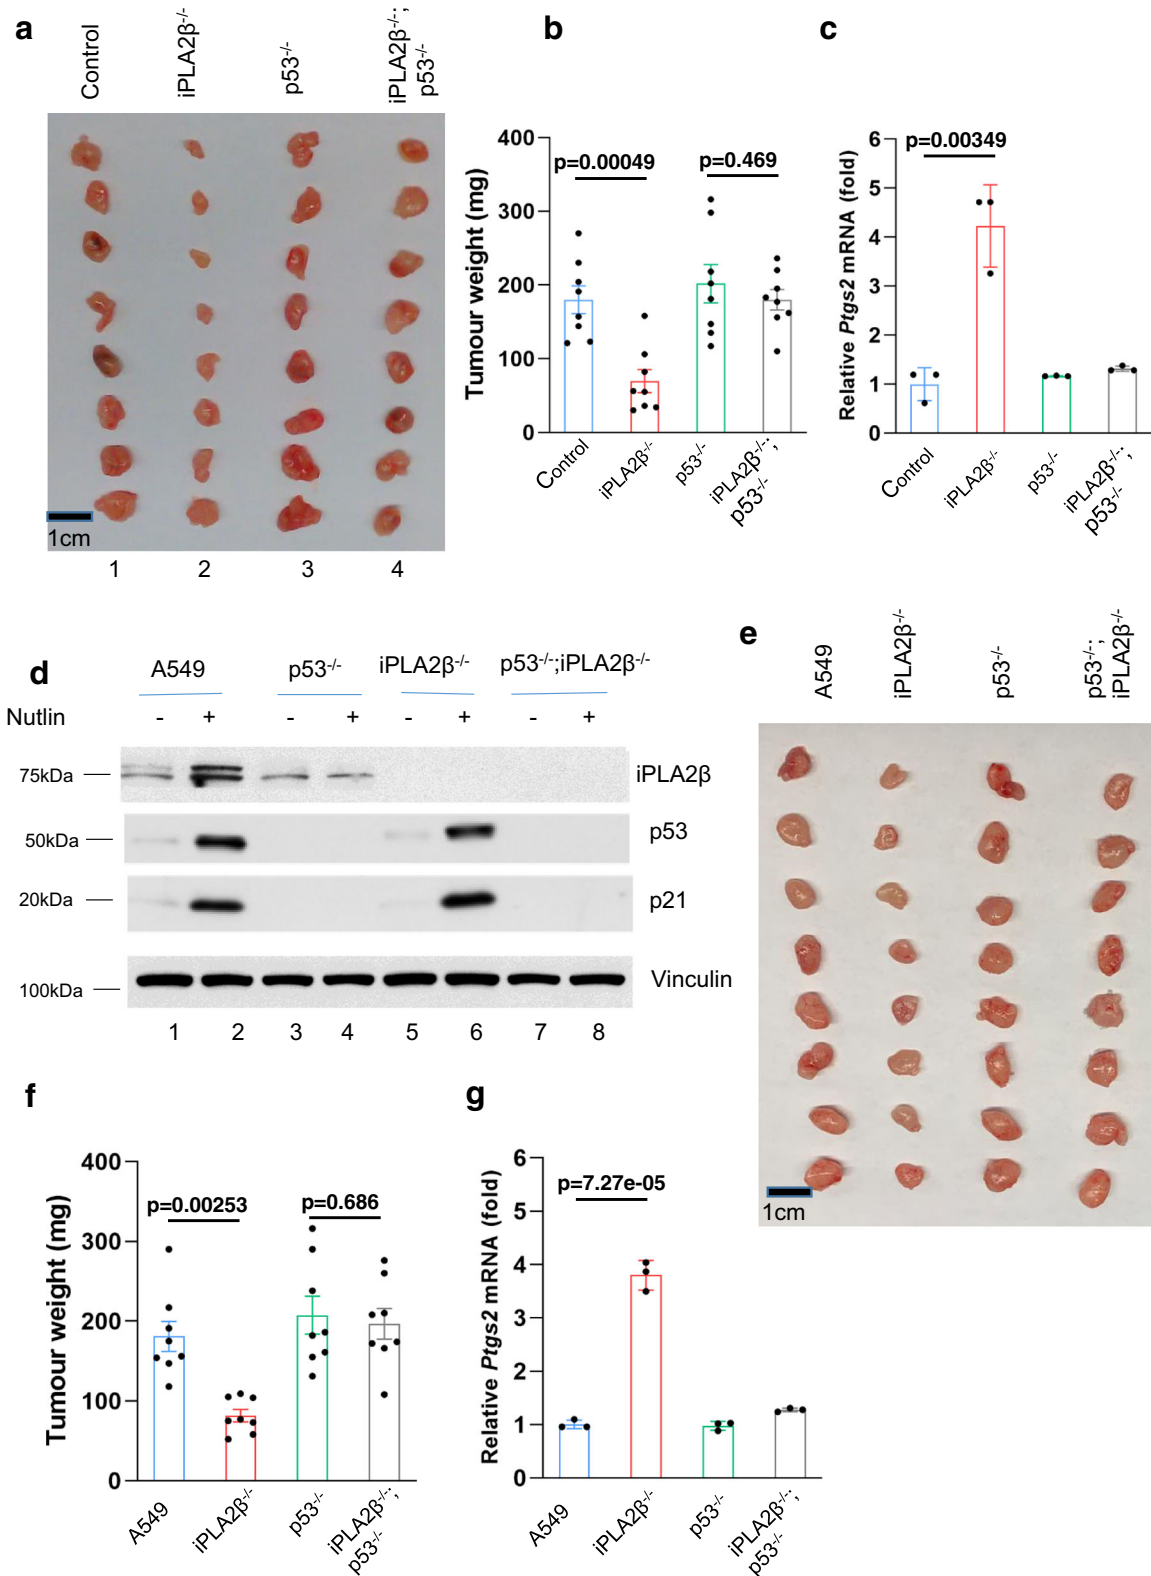 a
Control
iPLA2β-/-
p53-/-
iPLA2β-/-;
p53-/-
1cm
1 2 3 4
b
Tumour weight (mg)
400
300
200
100
0
p=0.00049
p=0.469
Control
iPLA2β-/-
p53-/-
iPLA2β-/-;
p53-/-
c
Relative Ptgs2 mRNA (fold)
6
5
4
3
2
1
0
p=0.00349
Control
iPLA2β-/-
p53-/-
iPLA2β-/-;
p53-/-
d
A549 p53-/- iPLA2β-/- p53-/-;iPLA2β-/-
Nutlin - + - + - + - +
75kDa iPLA2β
50kDa p53
20kDa p21
100kDa Vinculin
1 2 3 4 5 6 7 8
e
A549
iPLA2β-/-
p53-/-
p53-/-;
iPLA2β-/-
1cm
f
Tumour weight (mg)
400
300
200
100
0
p=0.00253
p=0.686
A549
iPLA2β-/-
p53-/-
iPLA2β-/-;
p53-/-
g
Relative Ptgs2 mRNA (fold)
6
5
4
3
2
1
0
p=7.27e-05
A549
iPLA2β-/-
p53-/-
iPLA2β-/-;
p53-/-